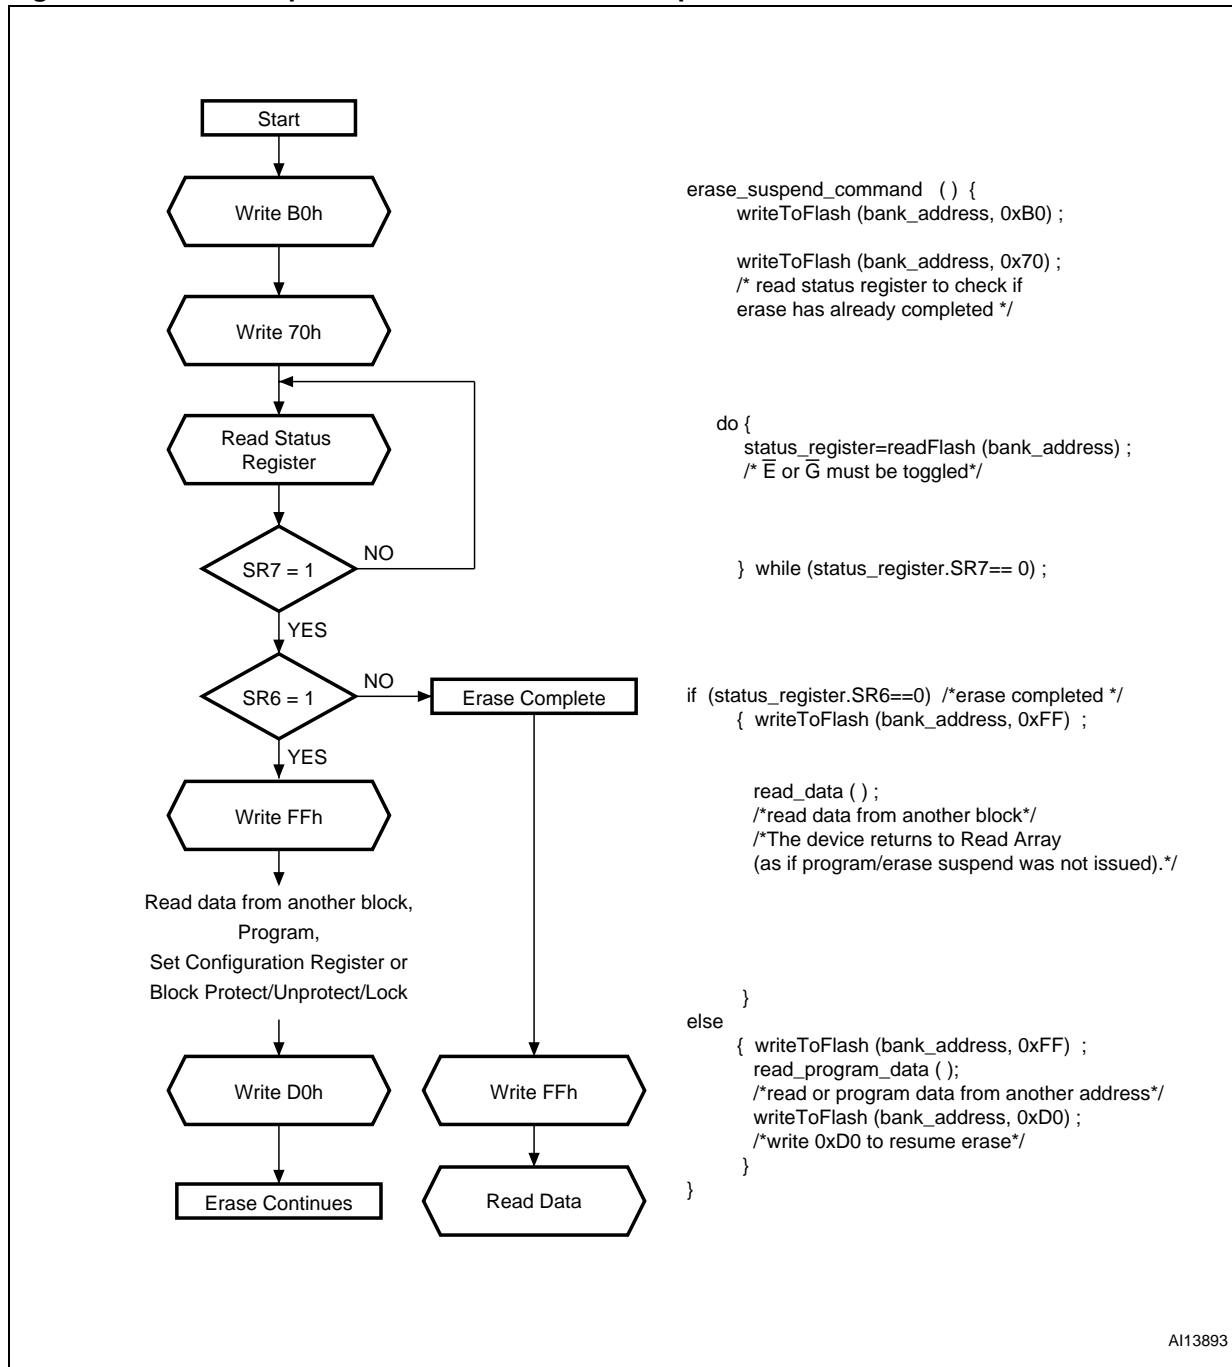 Start
Write B0h
Write 70h
Read Status
Register
SR7 = 1
NO
YES
SR6 = 1
NO
Erase Complete
YES
Write FFh
Read data from another block,
Program,
Set Configuration Register or
Block Protect/Unprotect/Lock
Write D0h
Write FFh
Erase Continues
Read Data
erase_suspend_command ( ) {
writeToFlash (bank_address, 0xB0) ;
writeToFlash (bank_address, 0x70) ;
/* read status register to check if
erase has already completed */
do {
status_register=readFlash (bank_address) ;
/* E̅ or G̅ must be toggled*/
} while (status_register.SR7== 0) ;
if (status_register.SR6==0) /*erase completed */
{ writeToFlash (bank_address, 0xFF) ;
read_data ( ) ;
/*read data from another block*/
/*The device returns to Read Array
(as if program/erase suspend was not issued).*/
}
else
{ writeToFlash (bank_address, 0xFF) ;
read_program_data ( );
/*read or program data from another address*/
writeToFlash (bank_address, 0xD0) ;
/*write 0xD0 to resume erase*/
}
}
AI13893